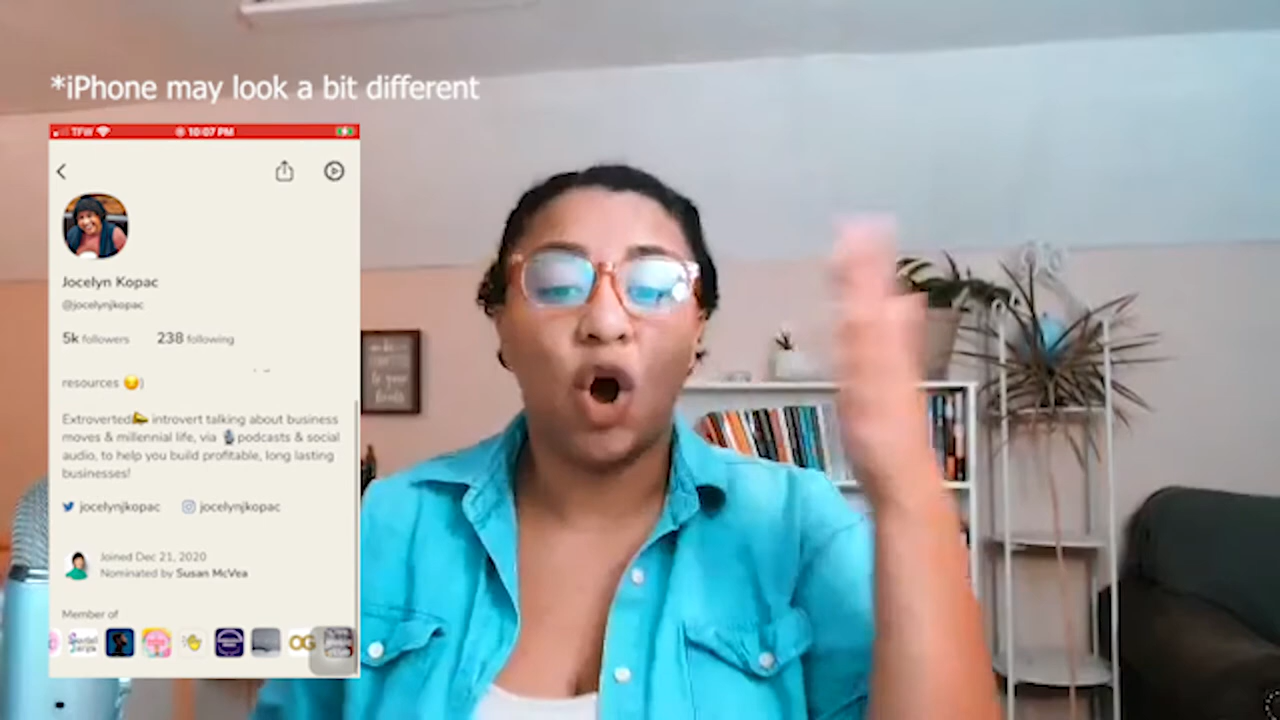 *iPhone may look a bit different
TFW 10:07 PM
Jocelyn Kopac
@jocelynjkopac
5k followers 238 following
resources 😏)
Extroverted📣 introvert talking about business
moves & millennial life, via 🎙️podcasts & social
audio, to help you build profitable, long lasting
businesses!
jocelynjkopac jocelynjkopac
Joined Dec 21, 2020
Nominated by Susan McVea
Member of
OG